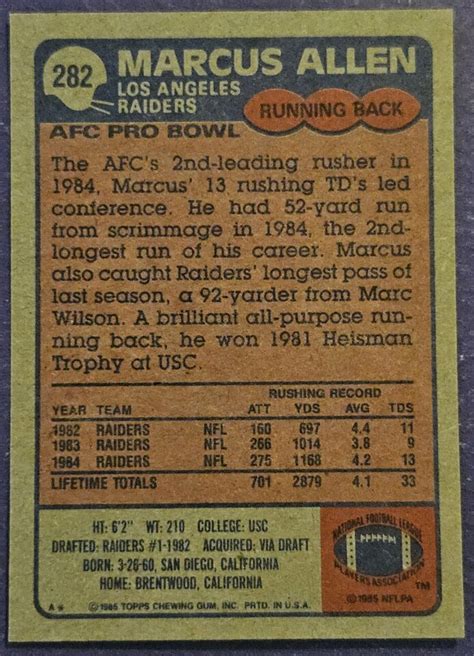 282
MARCUS ALLEN
LOS ANGELES
RAIDERS
RUNNING BACK
AFC PRO BOWL
The AFC's 2nd-leading rusher in
1984, Marcus' 13 rushing TD's led
conference. He had 52-yard run
from scrimmage in 1984, the 2nd-
longest run of his career. Marcus
also caught Raiders' longest pass of
last season, a 92-yarder from Marc
Wilson. A brilliant all-purpose run-
ning back, he won 1981 Heisman
Trophy at USC.
RUSHING RECORD
YEAR TEAM ATT YDS AVG TDS
1982 RAIDERS NFL 160 697 4.4 11
1983 RAIDERS NFL 266 1014 3.8 9
1984 RAIDERS NFL 275 1168 4.2 13
LIFETIME TOTALS 701 2879 4.1 33
HT: 6'2" WT: 210 COLLEGE: USC
DRAFTED: RAIDERS #1-1982 ACQUIRED: VIA DRAFT
BORN: 3-26-60, SAN DIEGO, CALIFORNIA
HOME: BRENTWOOD, CALIFORNIA
A* ©1985 TOPPS CHEWING GUM, INC. PRTD. IN U.S.A.
NATIONAL FOOTBALL LEAGUE
PLAYERS ASSOCIATION
TM
©1985 NFLPA